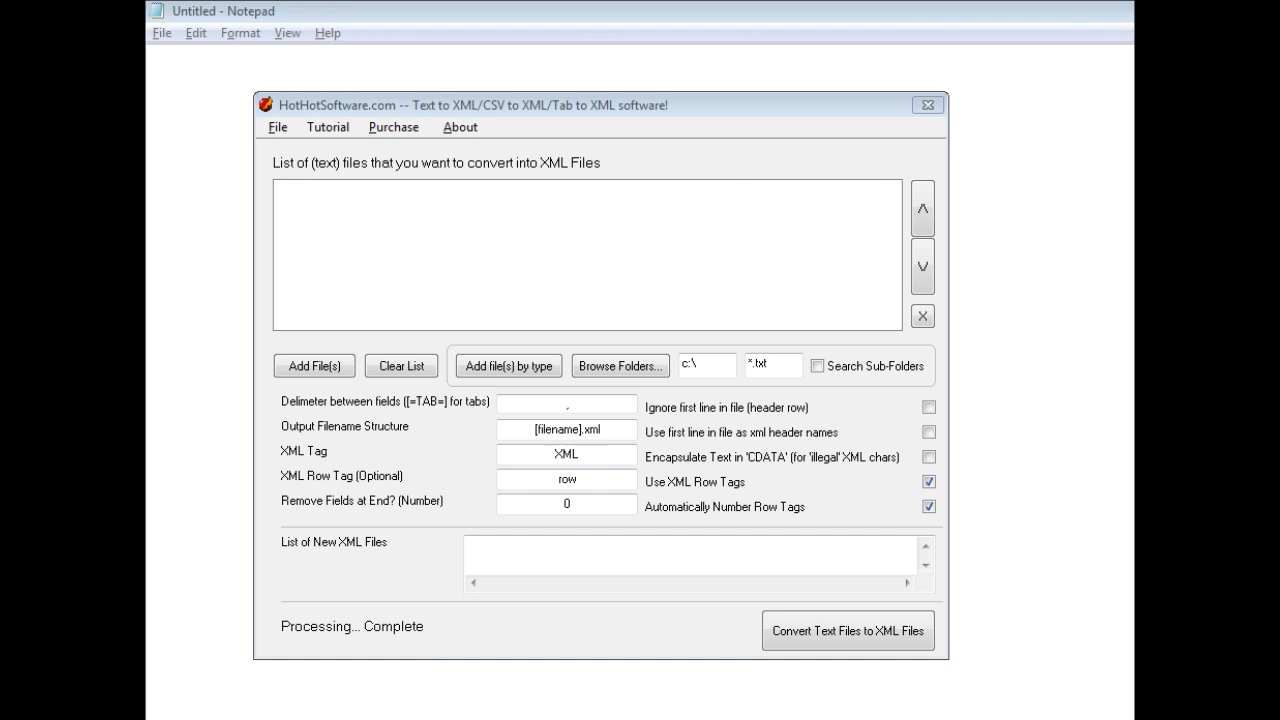 Untitled - Notepad
File Edit Format View Help
HotHotSoftware.com -- Text to XML/CSV to XML/Tab to XML software!
File Tutorial Purchase About
List of (text) files that you want to convert into XML Files
/\
\/
X
Add File(s) Clear List Add file(s) by type Browse Folders... c:\ *.txt Search Sub-Folders
Delimeter between fields ([=TAB=] for tabs) , Ignore first line in file (header row)
Output Filename Structure [filename].xml Use first line in file as xml header names
XML Tag XML Encapsulate Text in 'CDATA' (for 'illegal' XML chars)
XML Row Tag (Optional) row Use XML Row Tags
Remove Fields at End? (Number) 0 Automatically Number Row Tags
List of New XML Files
Processing... Complete Convert Text Files to XML Files